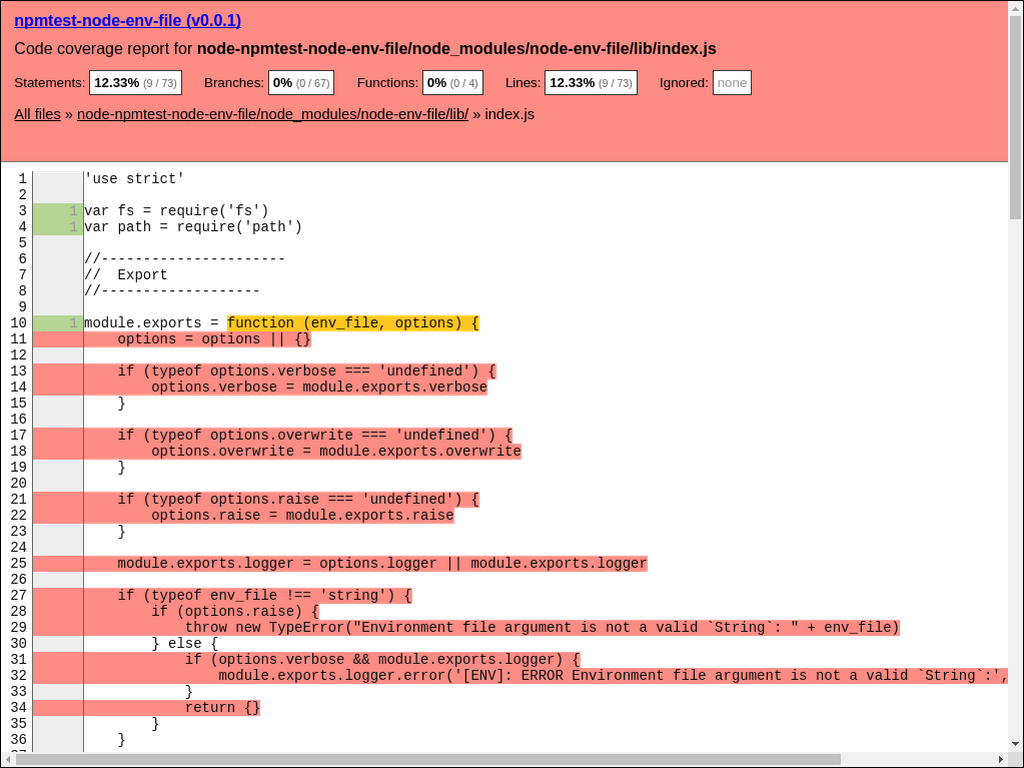 npmtest-node-env-file (v0.0.1)
Code coverage report for node-npmtest-node-env-file/node_modules/node-env-file/lib/index.js
Statements: 12.33% (9 / 73) Branches: 0% (0 / 67) Functions: 0% (0 / 4) Lines: 12.33% (9 / 73) Ignored: none
All files » node-npmtest-node-env-file/node_modules/node-env-file/lib/ » index.js
1 'use strict'
2
3 1 var fs = require('fs')
4 1 var path = require('path')
5
6 //----------------------
7 //  Export
8 //-------------------
9
10 1 module.exports = function (env_file, options) {
11     options = options || {}
12
13     if (typeof options.verbose === 'undefined') {
14         options.verbose = module.exports.verbose
15     }
16
17     if (typeof options.overwrite === 'undefined') {
18         options.overwrite = module.exports.overwrite
19     }
20
21     if (typeof options.raise === 'undefined') {
22         options.raise = module.exports.raise
23     }
24
25     module.exports.logger = options.logger || module.exports.logger
26
27     if (typeof env_file !== 'string') {
28         if (options.raise) {
29             throw new TypeError("Environment file argument is not a valid `String`: " + env_file)
30         } else {
31             if (options.verbose && module.exports.logger) {
32                 module.exports.logger.error('[ENV]: ERROR Environment file argument is not a valid `String`:',
33             }
34             return {}
35         }
36     }